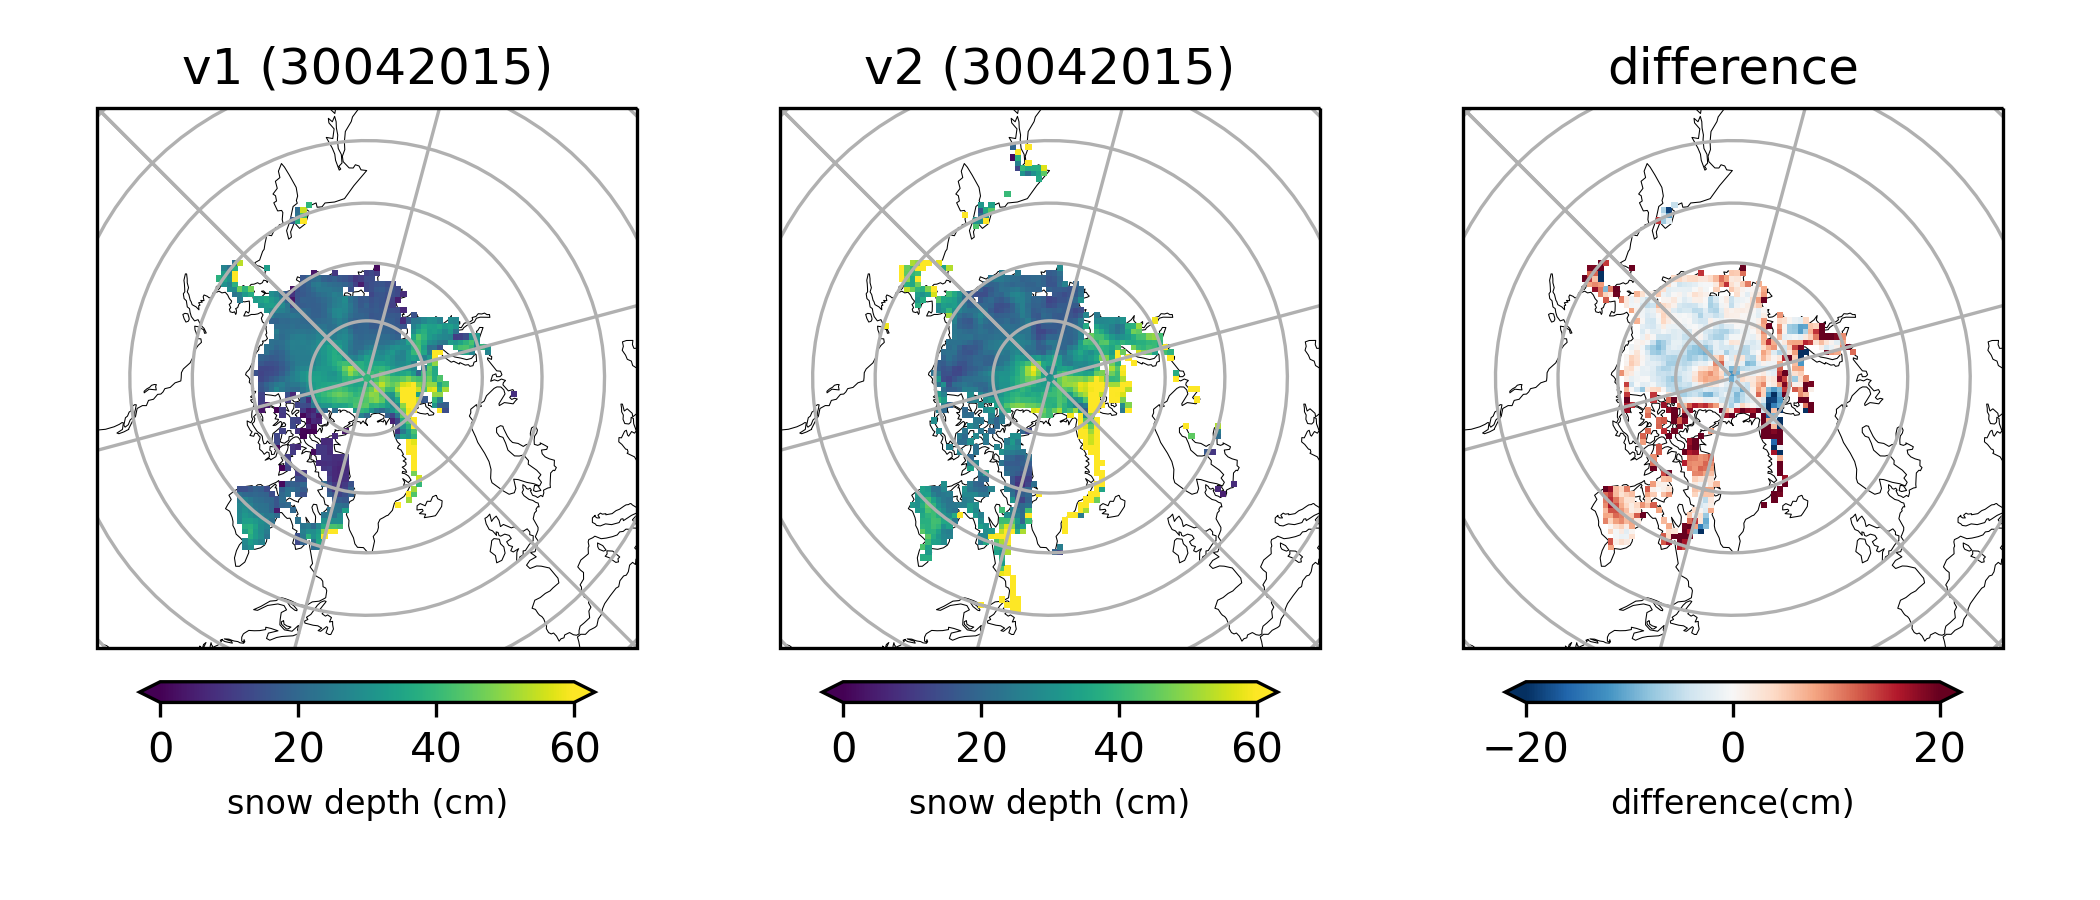 v1 (30042015)
v2 (30042015)
difference
0 20 40 60
snow depth (cm)
0 20 40 60
snow depth (cm)
−20 0 20
difference(cm)